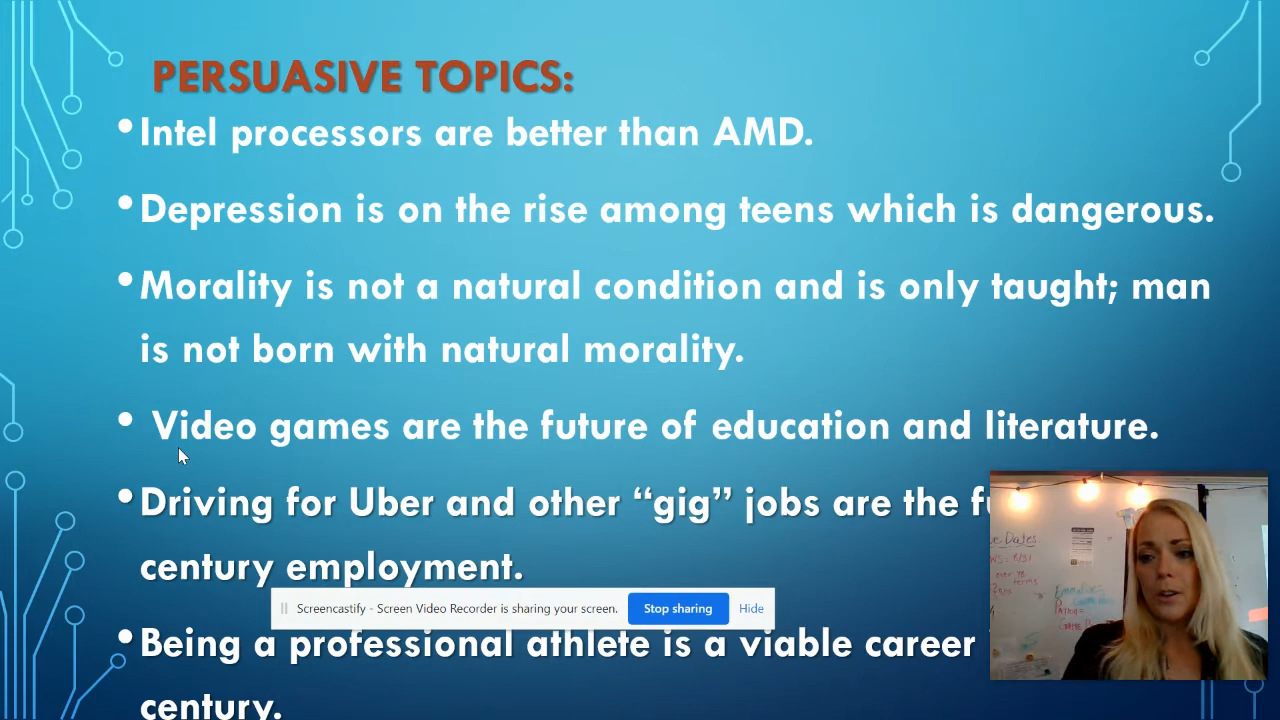 PERSUASIVE TOPICS:
•Intel processors are better than AMD.
•Depression is on the rise among teens which is dangerous.
•Morality is not a natural condition and is only taught; man
is not born with natural morality.
• Video games are the future of education and literature.
•Driving for Uber and other “gig” jobs are the
century employment.
Screencastify - Screen Video Recorder is sharing your screen. Stop sharing Hide
•Being a professional athlete is a viable career
century.